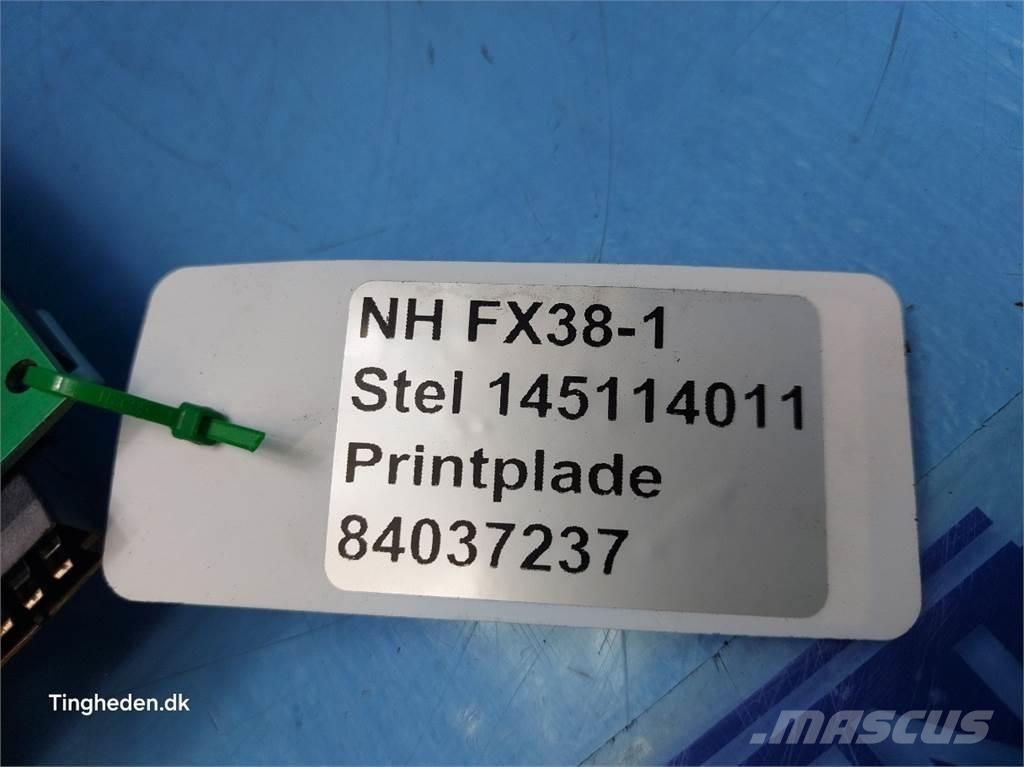 NH FX38-1
Stel 145114011
Printplade
84037237
Tingheden.dk
MASCUS